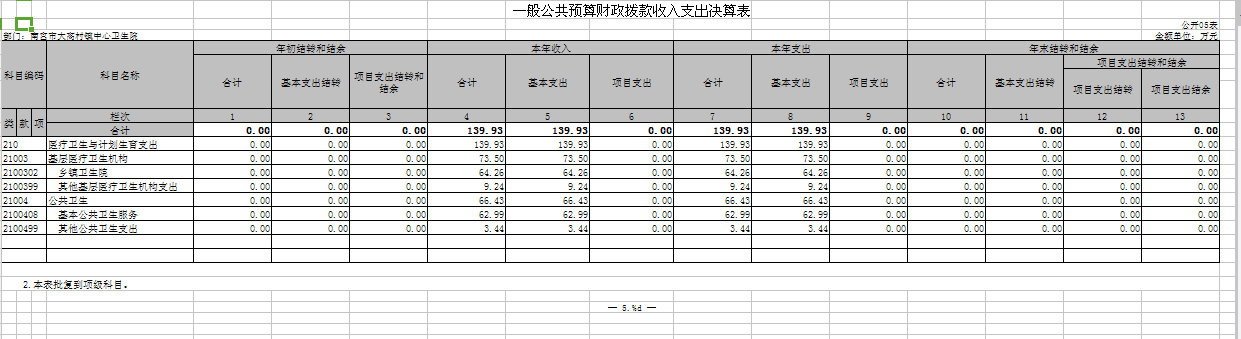 一般公共预算财政拨款收入支出决算表
公开05表
部门：南宫市大高村镇中心卫生院 金额单位：万元
科目编码 科目名称 年初结转和结余 本年收入 本年支出 年末结转和结余
合计 基本支出结转 项目支出结转和结余 合计 基本支出 项目支出 合计 基本支出 项目支出 合计 基本支出结转 项目支出结转和结余
项目支出结转 项目支出结余
类 款 项 栏次 1 2 3 4 5 6 7 8 9 10 11 12 13
合计 0.00 0.00 0.00 139.93 139.93 0.00 139.93 139.93 0.00 0.00 0.00 0.00 0.00
210 医疗卫生与计划生育支出 0.00 0.00 0.00 139.93 139.93 0.00 139.93 139.93 0.00 0.00 0.00 0.00 0.00
21003 基层医疗卫生机构 0.00 0.00 0.00 73.50 73.50 0.00 73.50 73.50 0.00 0.00 0.00 0.00 0.00
2100302 乡镇卫生院 0.00 0.00 0.00 64.26 64.26 0.00 64.26 64.26 0.00 0.00 0.00 0.00 0.00
2100399 其他基层医疗卫生机构支出 0.00 0.00 0.00 9.24 9.24 0.00 9.24 9.24 0.00 0.00 0.00 0.00 0.00
21004 公共卫生 0.00 0.00 0.00 66.43 66.43 0.00 66.43 66.43 0.00 0.00 0.00 0.00 0.00
2100408 基本公共卫生服务 0.00 0.00 0.00 62.99 62.99 0.00 62.99 62.99 0.00 0.00 0.00 0.00 0.00
2100499 其他公共卫生支出 0.00 0.00 0.00 3.44 3.44 0.00 3.44 3.44 0.00 0.00 0.00 0.00 0.00
2.本表批复到项级科目。
— 5.%d —